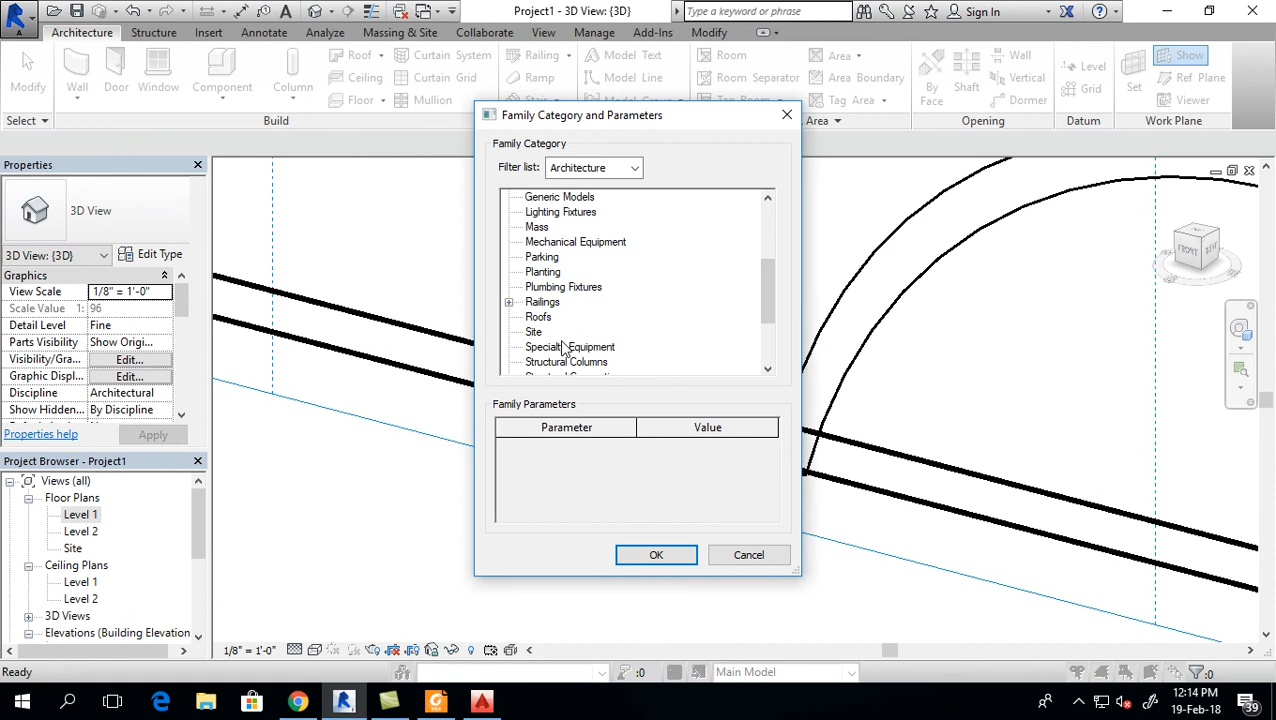 Project1 - 3D View: {3D}
Type a keyword or phrase
Sign In
Architecture
Structure
Insert
Annotate
Analyze
Massing & Site
Collaborate
View
Manage
Add-Ins
Modify
Modify
Wall
Door
Window
Component
Column
Roof
Ceiling
Floor
Curtain System
Curtain Grid
Mullion
Railing
Ramp
Stair
Model Text
Model Line
Model Group
Room
Room Separator
Tag Room
Area
Area Boundary
Tag Area
By
Face
Shaft
Wall
Vertical
Dormer
Level
Grid
Set
Show
Ref Plane
Viewer
Select
Build
Area
Opening
Datum
Work Plane
Properties
3D View
3D View: {3D}
Edit Type
Graphics
View Scale
1/8" = 1'-0"
Scale Value 1:
96
Detail Level
Fine
Parts Visibility
Show Origi...
Visibility/Gra...
Edit...
Graphic Displ...
Edit...
Discipline
Architectural
Show Hidden...
By Discipline
Properties help
Apply
Project Browser - Project1
Views (all)
Floor Plans
Level 1
Level 2
Site
Ceiling Plans
Level 1
Level 2
3D Views
Elevations (Building Elevation
Family Category and Parameters
Family Category
Filter list:
Architecture
Generic Models
Lighting Fixtures
Mass
Mechanical Equipment
Parking
Planting
Plumbing Fixtures
Railings
Roofs
Site
Specialty Equipment
Structural Columns
Family Parameters
Parameter
Value
OK
Cancel
FRONT
1/8" = 1'-0"
Ready
:0
Main Model
:0
12:14 PM
19-Feb-18
39